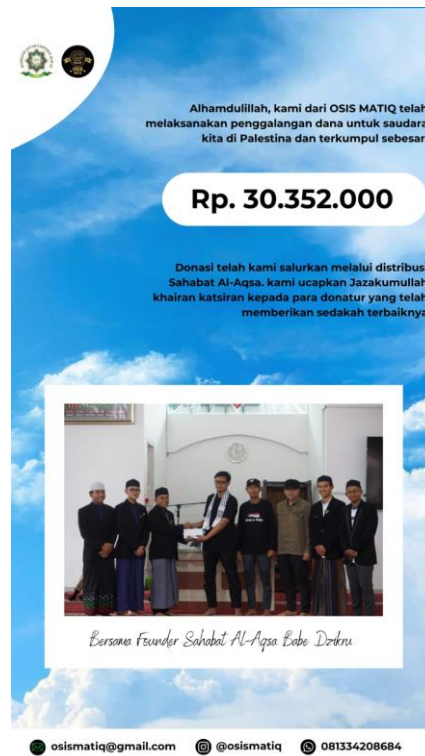 Alhamdulillah, kami dari OSIS MATIQ telah
melaksanakan penggalangan dana untuk saudara
kita di Palestina dan terkumpul sebesar
Rp. 30.352.000
Donasi telah kami salurkan melalui distribusi
Sahabat Al-Aqsa. kami ucapkan Jazakumullah
khairan katsiran kepada para donatur yang telah
memberikan sedakah terbaiknya
Bersama Founder Sahabat Al-Aqsa Babe Dzikru
osismatiq@gmail.com
@osismatiq
081334208684